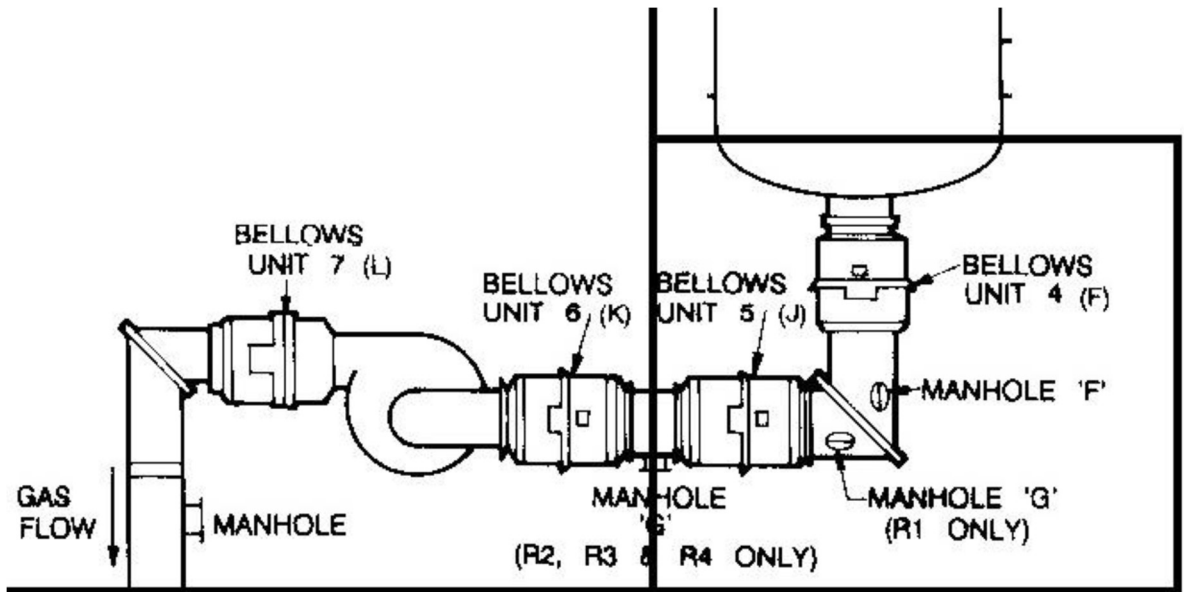 BELLOWS
UNIT 7 (L)
BELLOWS
UNIT 6 (K)
BELLOWS
UNIT 5 (J)
BELLOWS
UNIT 4 (F)
MANHOLE 'F'
MANHOLE 'G'
(R1 ONLY)
MANHOLE
'G'
(R2, R3 & R4 ONLY)
GAS
FLOW
MANHOLE